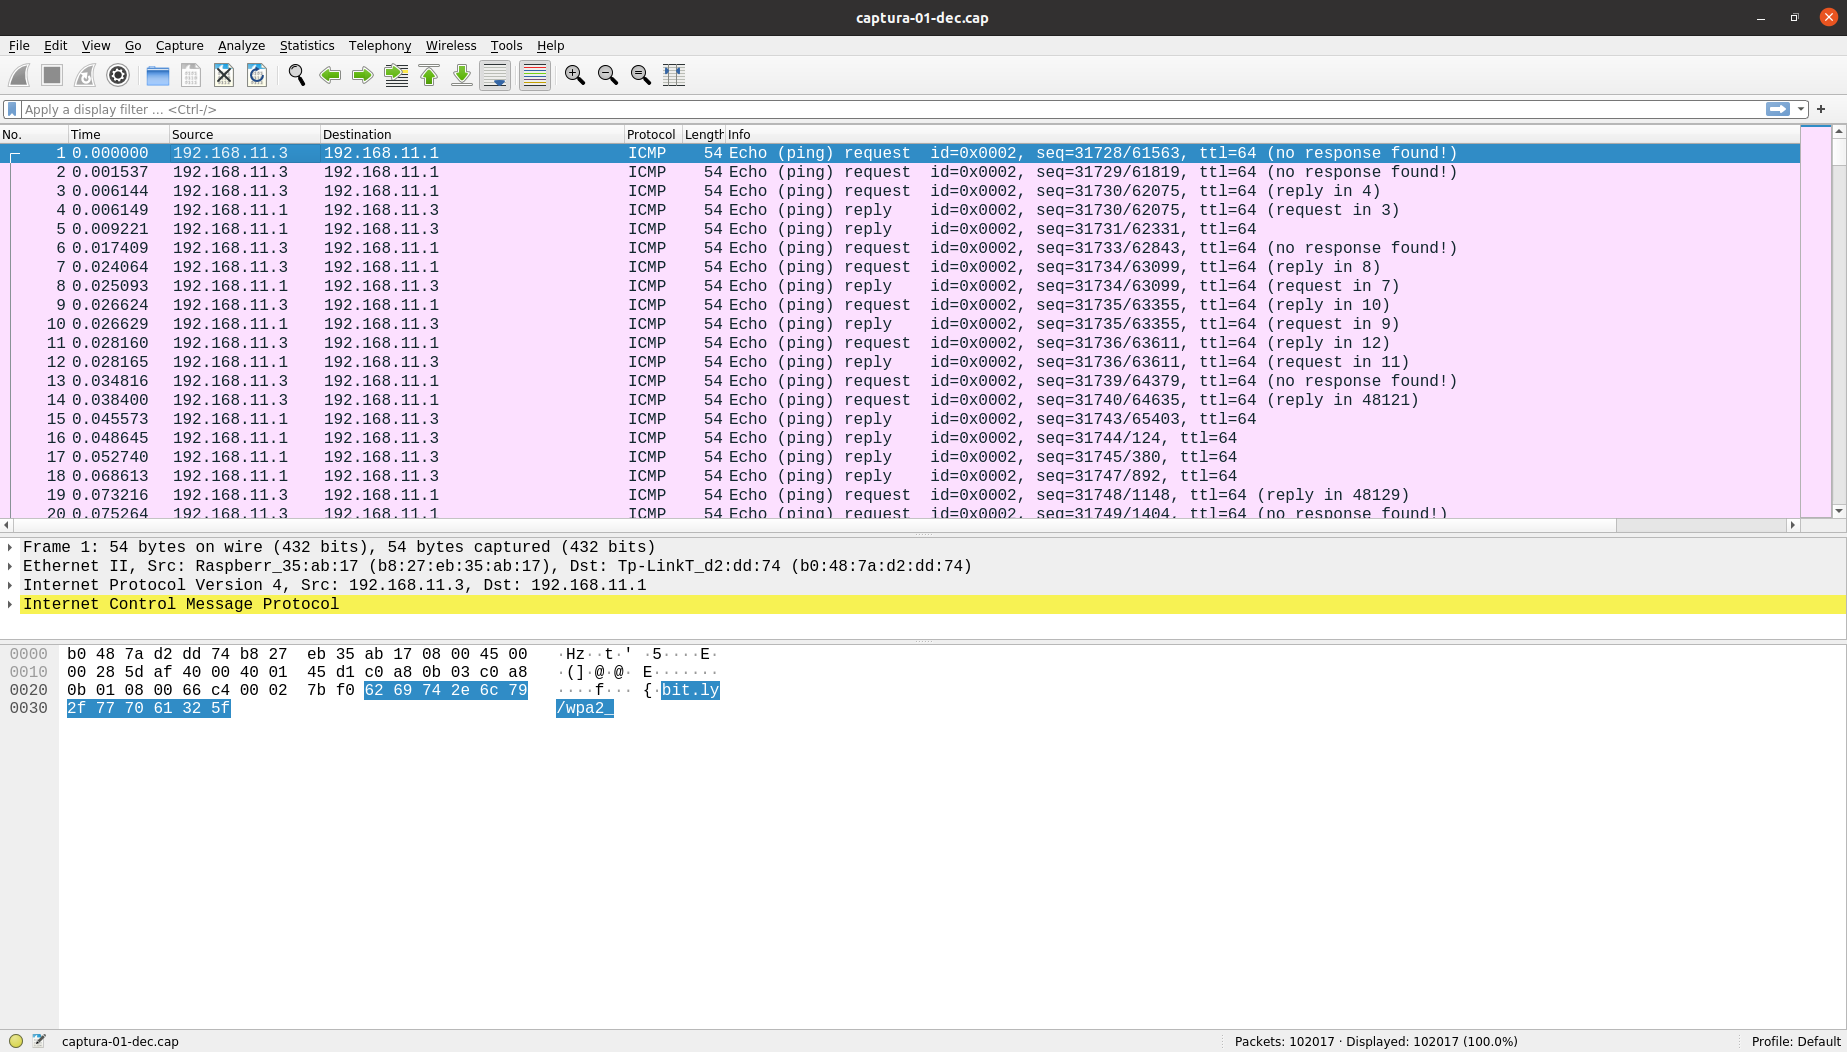 captura-01-dec.cap
File Edit View Go Capture Analyze Statistics Telephony Wireless Tools Help
Apply a display filter ... <Ctrl-/>
No. Time Source Destination Protocol Length Info
1 0.000000 192.168.11.3 192.168.11.1 ICMP 54 Echo (ping) request id=0x0002, seq=31728/61563, ttl=64 (no response found!)
2 0.001537 192.168.11.3 192.168.11.1 ICMP 54 Echo (ping) request id=0x0002, seq=31729/61819, ttl=64 (no response found!)
3 0.006144 192.168.11.3 192.168.11.1 ICMP 54 Echo (ping) request id=0x0002, seq=31730/62075, ttl=64 (reply in 4)
4 0.006149 192.168.11.1 192.168.11.3 ICMP 54 Echo (ping) reply id=0x0002, seq=31730/62075, ttl=64 (request in 3)
5 0.009221 192.168.11.1 192.168.11.3 ICMP 54 Echo (ping) reply id=0x0002, seq=31731/62331, ttl=64
6 0.017409 192.168.11.3 192.168.11.1 ICMP 54 Echo (ping) request id=0x0002, seq=31733/62843, ttl=64 (no response found!)
7 0.024064 192.168.11.3 192.168.11.1 ICMP 54 Echo (ping) request id=0x0002, seq=31734/63099, ttl=64 (reply in 8)
8 0.025093 192.168.11.1 192.168.11.3 ICMP 54 Echo (ping) reply id=0x0002, seq=31734/63099, ttl=64 (request in 7)
9 0.026624 192.168.11.3 192.168.11.1 ICMP 54 Echo (ping) request id=0x0002, seq=31735/63355, ttl=64 (reply in 10)
10 0.026629 192.168.11.1 192.168.11.3 ICMP 54 Echo (ping) reply id=0x0002, seq=31735/63355, ttl=64 (request in 9)
11 0.028160 192.168.11.3 192.168.11.1 ICMP 54 Echo (ping) request id=0x0002, seq=31736/63611, ttl=64 (reply in 12)
12 0.028165 192.168.11.1 192.168.11.3 ICMP 54 Echo (ping) reply id=0x0002, seq=31736/63611, ttl=64 (request in 11)
13 0.034816 192.168.11.3 192.168.11.1 ICMP 54 Echo (ping) request id=0x0002, seq=31739/64379, ttl=64 (no response found!)
14 0.038400 192.168.11.3 192.168.11.1 ICMP 54 Echo (ping) request id=0x0002, seq=31740/64635, ttl=64 (reply in 48121)
15 0.045573 192.168.11.1 192.168.11.3 ICMP 54 Echo (ping) reply id=0x0002, seq=31743/65403, ttl=64
16 0.048645 192.168.11.1 192.168.11.3 ICMP 54 Echo (ping) reply id=0x0002, seq=31744/124, ttl=64
17 0.052740 192.168.11.1 192.168.11.3 ICMP 54 Echo (ping) reply id=0x0002, seq=31745/380, ttl=64
18 0.068613 192.168.11.1 192.168.11.3 ICMP 54 Echo (ping) reply id=0x0002, seq=31747/892, ttl=64
19 0.073216 192.168.11.3 192.168.11.1 ICMP 54 Echo (ping) request id=0x0002, seq=31748/1148, ttl=64 (reply in 48129)
20 0.075264 192.168.11.3 192.168.11.1 ICMP 54 Echo (ping) request id=0x0002, seq=31749/1404, ttl=64 (no response found!)
Frame 1: 54 bytes on wire (432 bits), 54 bytes captured (432 bits)
Ethernet II, Src: Raspberr_35:ab:17 (b8:27:eb:35:ab:17), Dst: Tp-LinkT_d2:dd:74 (b0:48:7a:d2:dd:74)
Internet Protocol Version 4, Src: 192.168.11.3, Dst: 192.168.11.1
Internet Control Message Protocol
0000 b0 48 7a d2 dd 74 b8 27 eb 35 ab 17 08 00 45 00 ·Hz··t·' ·5····E·
0010 00 28 5d af 40 00 40 01 45 d1 c0 a8 0b 03 c0 a8 ·(]·@·@· E·······
0020 0b 01 08 00 66 c4 00 02 7b f0 62 69 74 2e 6c 79 ····f··· {·bit.ly
0030 2f 77 70 61 32 5f /wpa2_
captura-01-dec.cap Packets: 102017 · Displayed: 102017 (100.0%) Profile: Default